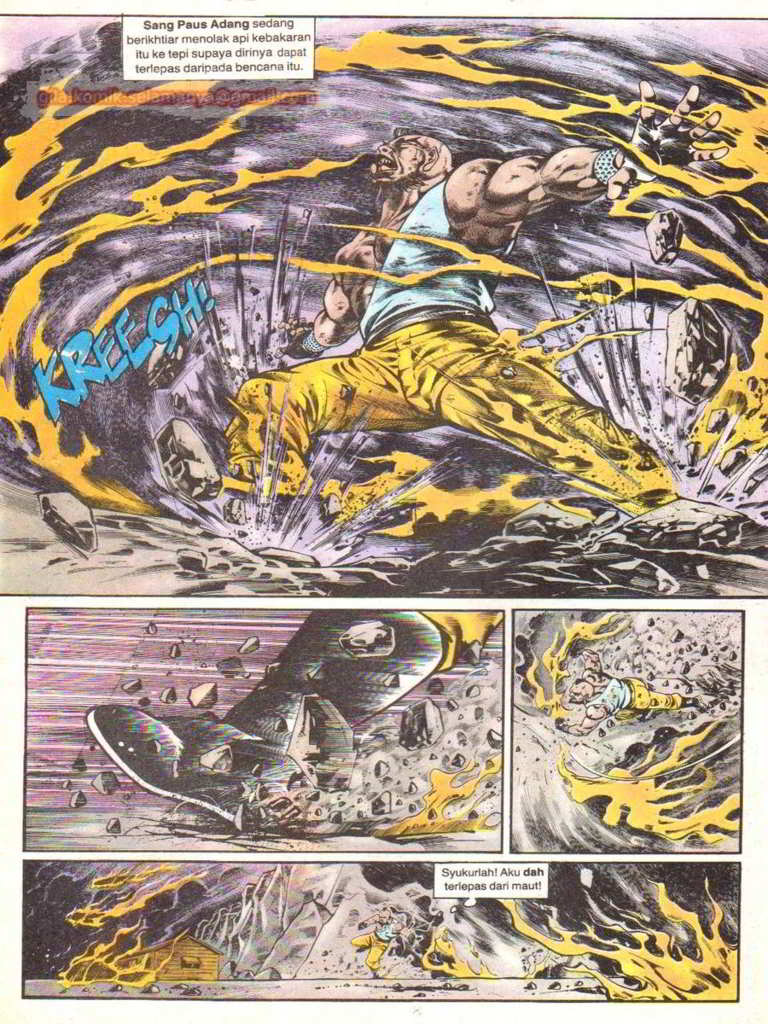 Sang Paus Adang sedang
berikhtiar menolak api kebakaran
itu ke tepi supaya dirinya dapat
terlepas daripada bencana itu.
KREESH!
Syukurlah! Aku dah
terlepas dari maut!